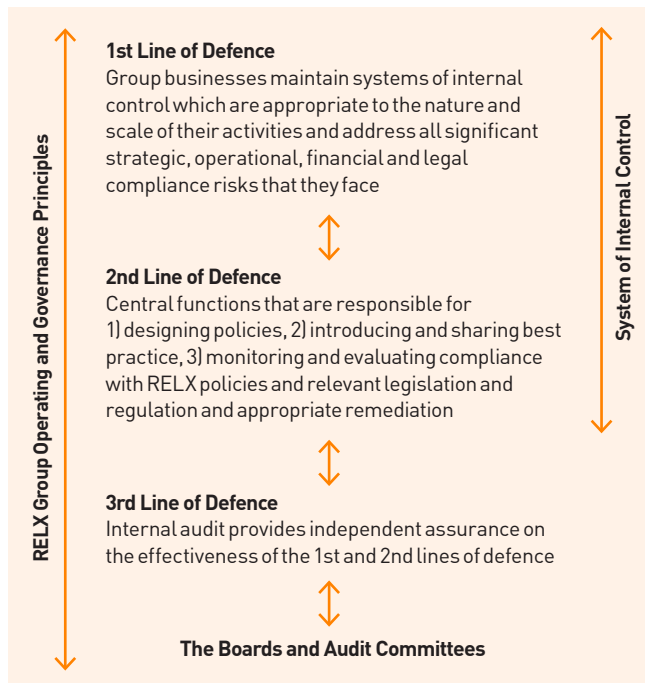 1st Line of Defence
Group businesses maintain systems of internal
control which are appropriate to the nature and
scale of their activities and address all significant
strategic, operational, financial and legal
compliance risks that they face
2nd Line of Defence
Central functions that are responsible for
1) designing policies, 2) introducing and sharing best
practice, 3) monitoring and evaluating compliance
with RELX policies and relevant legislation and
regulation and appropriate remediation
3rd Line of Defence
Internal audit provides independent assurance on
the effectiveness of the 1st and 2nd lines of defence
The Boards and Audit Committees
RELX Group Operating and Governance Principles
System of Internal Control